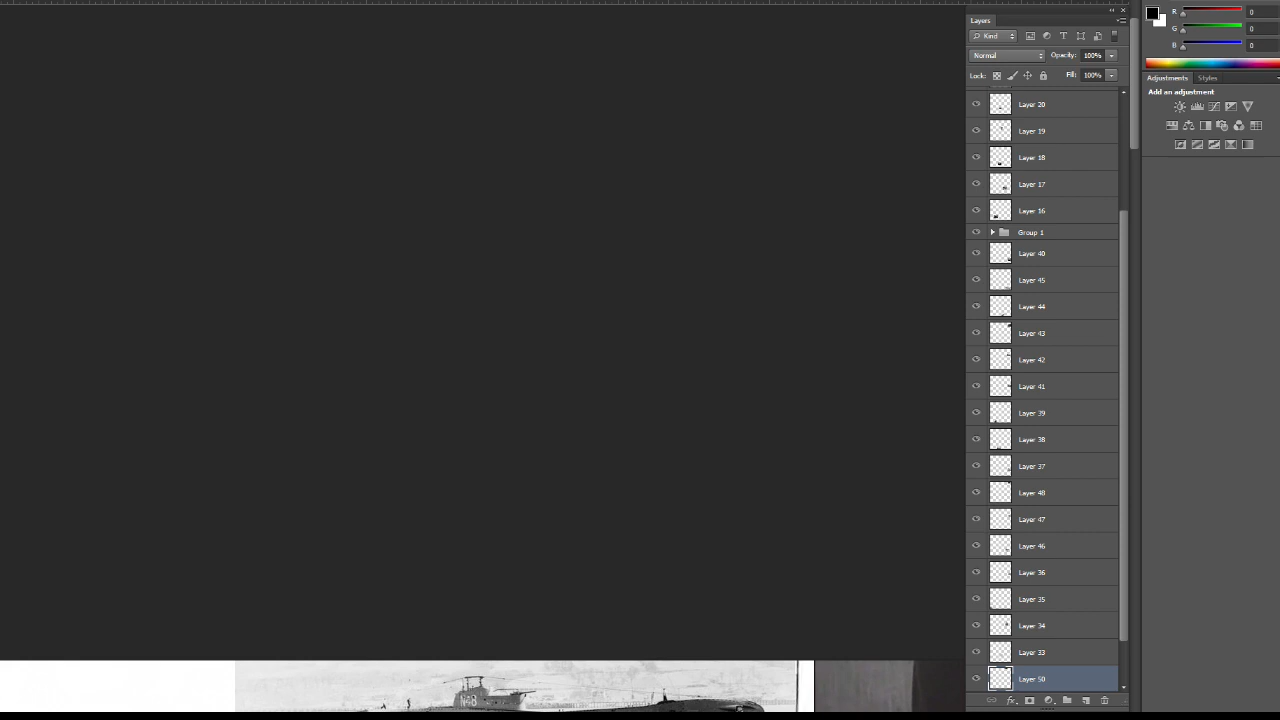 Layers
R 0
Kind
G 0
B 0
Normal Opacity: 100%
Lock: Fill: 100%
Adjustments Styles
Add an adjustment
Layer 20
Layer 19
Layer 18
Layer 17
Layer 16
Group 1
Layer 40
Layer 45
Layer 44
Layer 43
Layer 42
Layer 41
Layer 39
Layer 38
Layer 37
Layer 48
Layer 47
Layer 46
Layer 36
Layer 35
Layer 34
Layer 33
Layer 50
fx